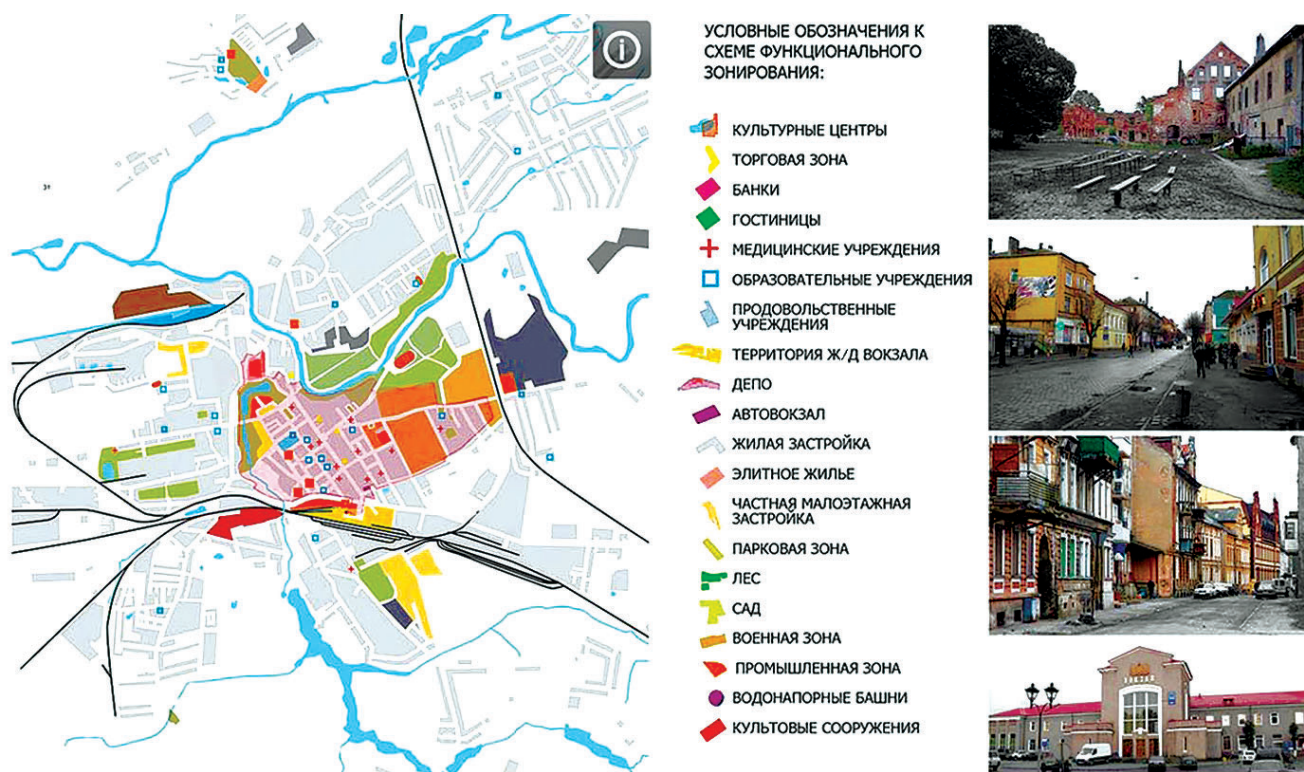 УСЛОВНЫЕ ОБОЗНАЧЕНИЯ К
СХЕМЕ ФУНКЦИОНАЛЬНОГО
ЗОНИРОВАНИЯ:
КУЛЬТУРНЫЕ ЦЕНТРЫ
ТОРГОВАЯ ЗОНА
БАНКИ
ГОСТИНИЦЫ
МЕДИЦИНСКИЕ УЧРЕЖДЕНИЯ
ОБРАЗОВАТЕЛЬНЫЕ УЧРЕЖДЕНИЯ
ПРОДОВОЛЬСТВЕННЫЕ
УЧРЕЖДЕНИЯ
ТЕРРИТОРИЯ Ж/Д ВОКЗАЛА
ДЕПО
АВТОВОКЗАЛ
ЖИЛАЯ ЗАСТРОЙКА
ЭЛИТНОЕ ЖИЛЬЕ
ЧАСТНАЯ МАЛОЭТАЖНАЯ
ЗАСТРОЙКА
ПАРКОВАЯ ЗОНА
ЛЕС
САД
ВОЕННАЯ ЗОНА
ПРОМЫШЛЕННАЯ ЗОНА
ВОДОНАПОРНЫЕ БАШНИ
КУЛЬТОВЫЕ СООРУЖЕНИЯ